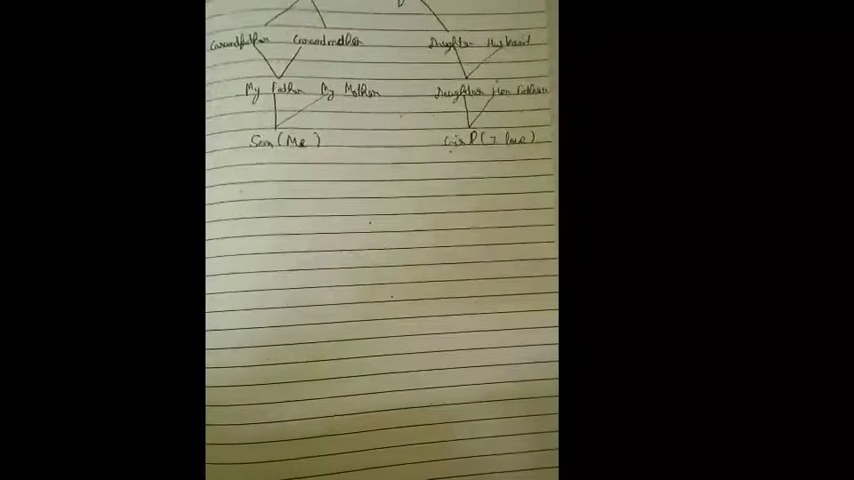 Grandfather Grandmother Daughter Husband
My Father My Mother Daughter Her Father
Son (Me) Girl (I love)